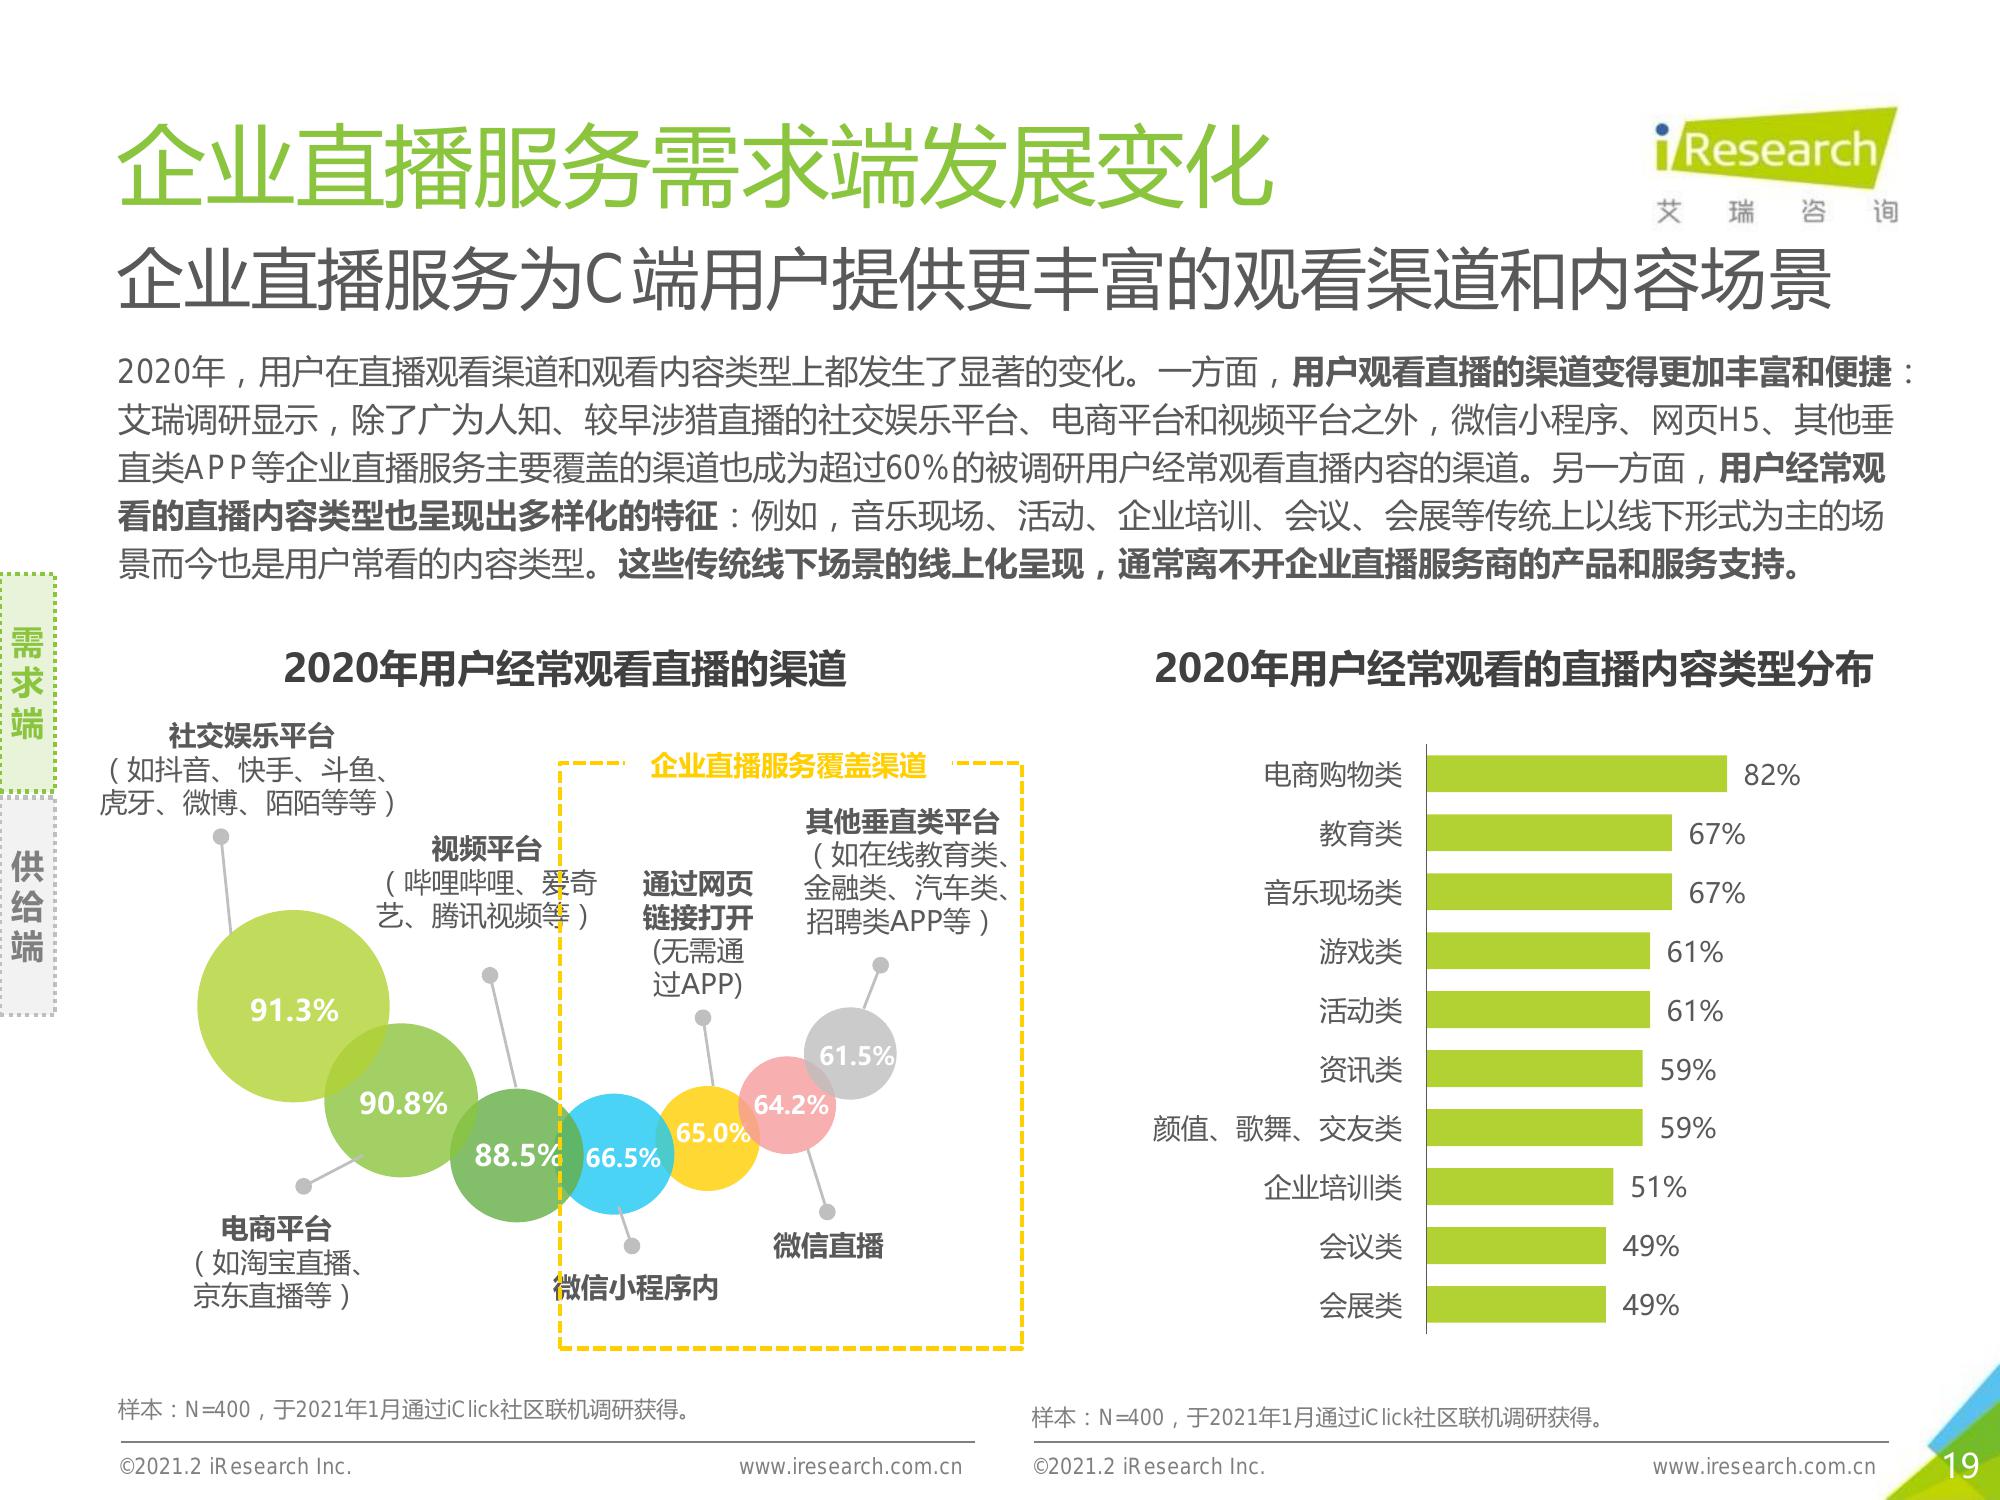 企业直播服务需求端发展变化
iResearch
艾瑞咨询
企业直播服务为C端用户提供更丰富的观看渠道和内容场景
2020年，用户在直播观看渠道和观看内容类型上都发生了显著的变化。一方面，用户观看直播的渠道变得更加丰富和便捷：
艾瑞调研显示，除了广为人知、较早涉猎直播的社交娱乐平台、电商平台和视频平台之外，微信小程序、网页H5、其他垂
直类APP等企业直播服务主要覆盖的渠道也成为超过60%的被调研用户经常观看直播内容的渠道。另一方面，用户经常观
看的直播内容类型也呈现出多样化的特征：例如，音乐现场、活动、企业培训、会议、会展等传统上以线下形式为主的场
景而今也是用户常看的内容类型。这些传统线下场景的线上化呈现，通常离不开企业直播服务商的产品和服务支持。
需求端
供给端
2020年用户经常观看直播的渠道
社交娱乐平台
（如抖音、快手、斗鱼、
虎牙、微博、陌陌等等）
企业直播服务覆盖渠道
视频平台
（哔哩哔哩、爱奇
艺、腾讯视频等）
通过网页
链接打开
(无需通
过APP)
其他垂直类平台
（如在线教育类、
金融类、汽车类、
招聘类APP等）
91.3%
90.8%
88.5%
66.5%
65.0%
64.2%
61.5%
电商平台
（如淘宝直播、
京东直播等）
微信小程序内
微信直播
样本：N=400，于2021年1月通过iClick社区联机调研获得。
©2021.2 iResearch Inc.
www.iresearch.com.cn
2020年用户经常观看的直播内容类型分布
电商购物类 82%
教育类 67%
音乐现场类 67%
游戏类 61%
活动类 61%
资讯类 59%
颜值、歌舞、交友类 59%
企业培训类 51%
会议类 49%
会展类 49%
样本：N=400，于2021年1月通过iClick社区联机调研获得。
©2021.2 iResearch Inc.
www.iresearch.com.cn
19